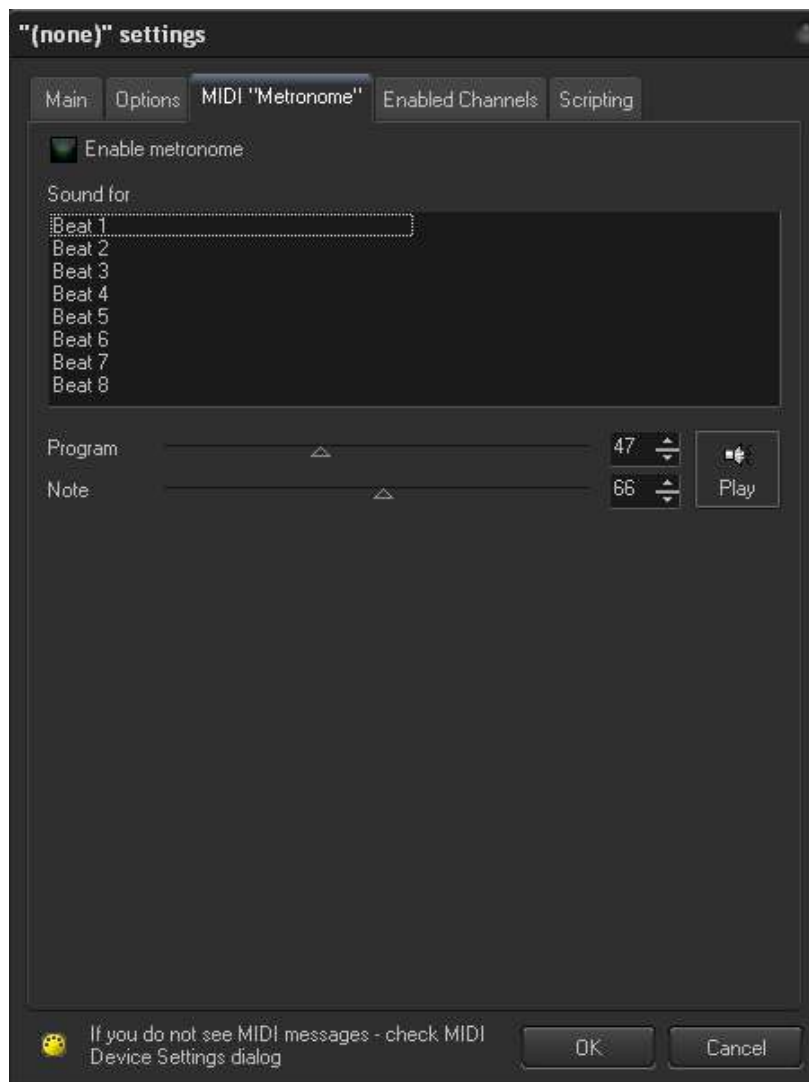 "(none)" settings
Main Options MIDI "Metronome" Enabled Channels Scripting
Enable metronome
Sound for
Beat 1
Beat 2
Beat 3
Beat 4
Beat 5
Beat 6
Beat 7
Beat 8
Program 47
Note 66 Play
If you do not see MIDI messages - check MIDI
Device Settings dialog
OK Cancel